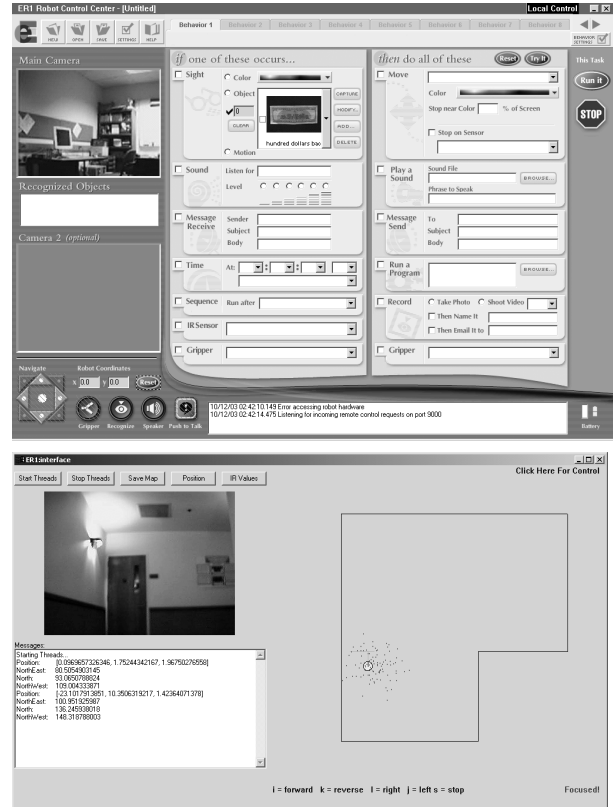 ER1 Robot Control Center - [Untitled]
Local Control
NEW
OPEN
SAVE
SETTINGS
HELP
Behavior 1
Behavior 2
Behavior 3
Behavior 4
Behavior 5
Behavior 6
Behavior 7
Behavior 8
BEHAVIOR SETTINGS
Main Camera
Recognized Objects
Camera 2 (optional)
if one of these occurs...
Sight
Color
Object
CAPTURE
MODIFY...
CLEAR
ADD...
DELETE
hundred dollars bac
Motion
Sound
Listen for
Level
Message Receive
Sender
Subject
Body
Time
At:
:
:
Sequence
Run after
IR Sensor
Gripper
then do all of these
Reset
Try It
Move
Color
Stop near Color
% of Screen
Stop on Sensor
Play a Sound
Sound File
BROWSE...
Phrase to Speak
Message Send
To
Subject
Body
Run a Program
BROWSE...
Record
Take Photo
Shoot Video
Then Name It
Then Email It to
Gripper
This Task
Run it
STOP
Navigate
Robot Coordinates
x 0.0 y 0.0 Reset
Gripper
Recognize
Speaker
Push to Talk
10/12/03 02:42:10.149 Error accessing robot hardware
10/12/03 02:42:14.475 Listening for incoming remote control requests on port 9000
Battery
ER1:interface
Start Threads
Stop Threads
Save Map
Position
IR Values
Click Here For Control
Messages:
Starting Threads...
Position: [0.0969657326346, 1.75244342167, 1.96750276558]
NorthEast: 80.5054903145
North: 93.0650788824
NorthWest: 109.004333871
Position: [-23.1017913851, 10.3506319217, 1.42364071378]
NorthEast: 100.951925987
North: 136.245938018
NorthWest: 148.318788003
i = forward k = reverse l = right j = left s = stop
Focused!